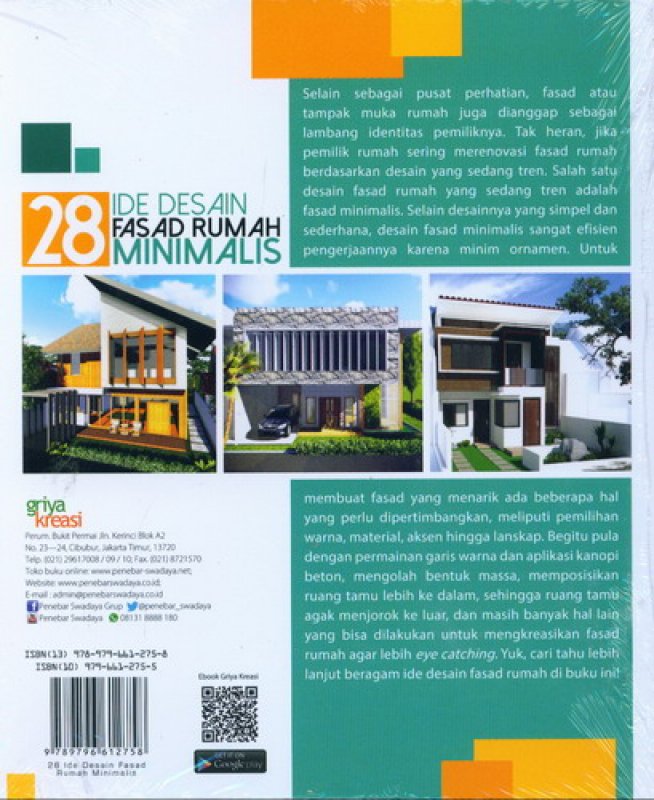 Selain sebagai pusat perhatian, fasad atau
tampak muka rumah juga dianggap sebagai
lambang identitas pemiliknya. Tak heran, jika
pemilik rumah sering merenovasi fasad rumah
berdasarkan desain yang sedang tren. Salah satu
desain fasad rumah yang sedang tren adalah
fasad minimalis. Selain desainnya yang simpel dan
sederhana, desain fasad minimalis sangat efisien
pengerjaannya karena minim ornamen. Untuk
28 IDE DESAIN
FASAD RUMAH
MINIMALIS
membuat fasad yang menarik ada beberapa hal
yang perlu dipertimbangkan, meliputi pemilihan
warna, material, aksen hingga lanskap. Begitu pula
dengan permainan garis warna dan aplikasi kanopi
beton, mengolah bentuk massa, memposisikan
ruang tamu lebih ke dalam, sehingga ruang tamu
agak menjorok ke luar, dan masih banyak hal lain
yang bisa dilakukan untuk mengkreasikan fasad
rumah agar lebih eye catching. Yuk, cari tahu lebih
lanjut beragam ide desain fasad rumah di buku ini!
griya
kreasi
Perum. Bukit Permai Jln. Kerinci Blok A2
No. 23—24, Cibubur, Jakarta Timur, 13720
Telp. (021) 29617008 / 09 / 10; Fax. (021) 8721570
Toko buku online: www.penebar-swadaya.net;
Website: www.penebarswadaya.co.id;
E-mail : admin@penebarswadaya.co.id
Penebar Swadaya Grup @penebar_swadaya
Penebar Swadaya 08131 8888 180
ISBN(13) 978-979-661-275-8
ISBN(10) 979-661-275-5
9 789796 612758
28 Ide Desain Fasad
Rumah Minimalis
Ebook Griya Kreasi
GET IT ON
Google play